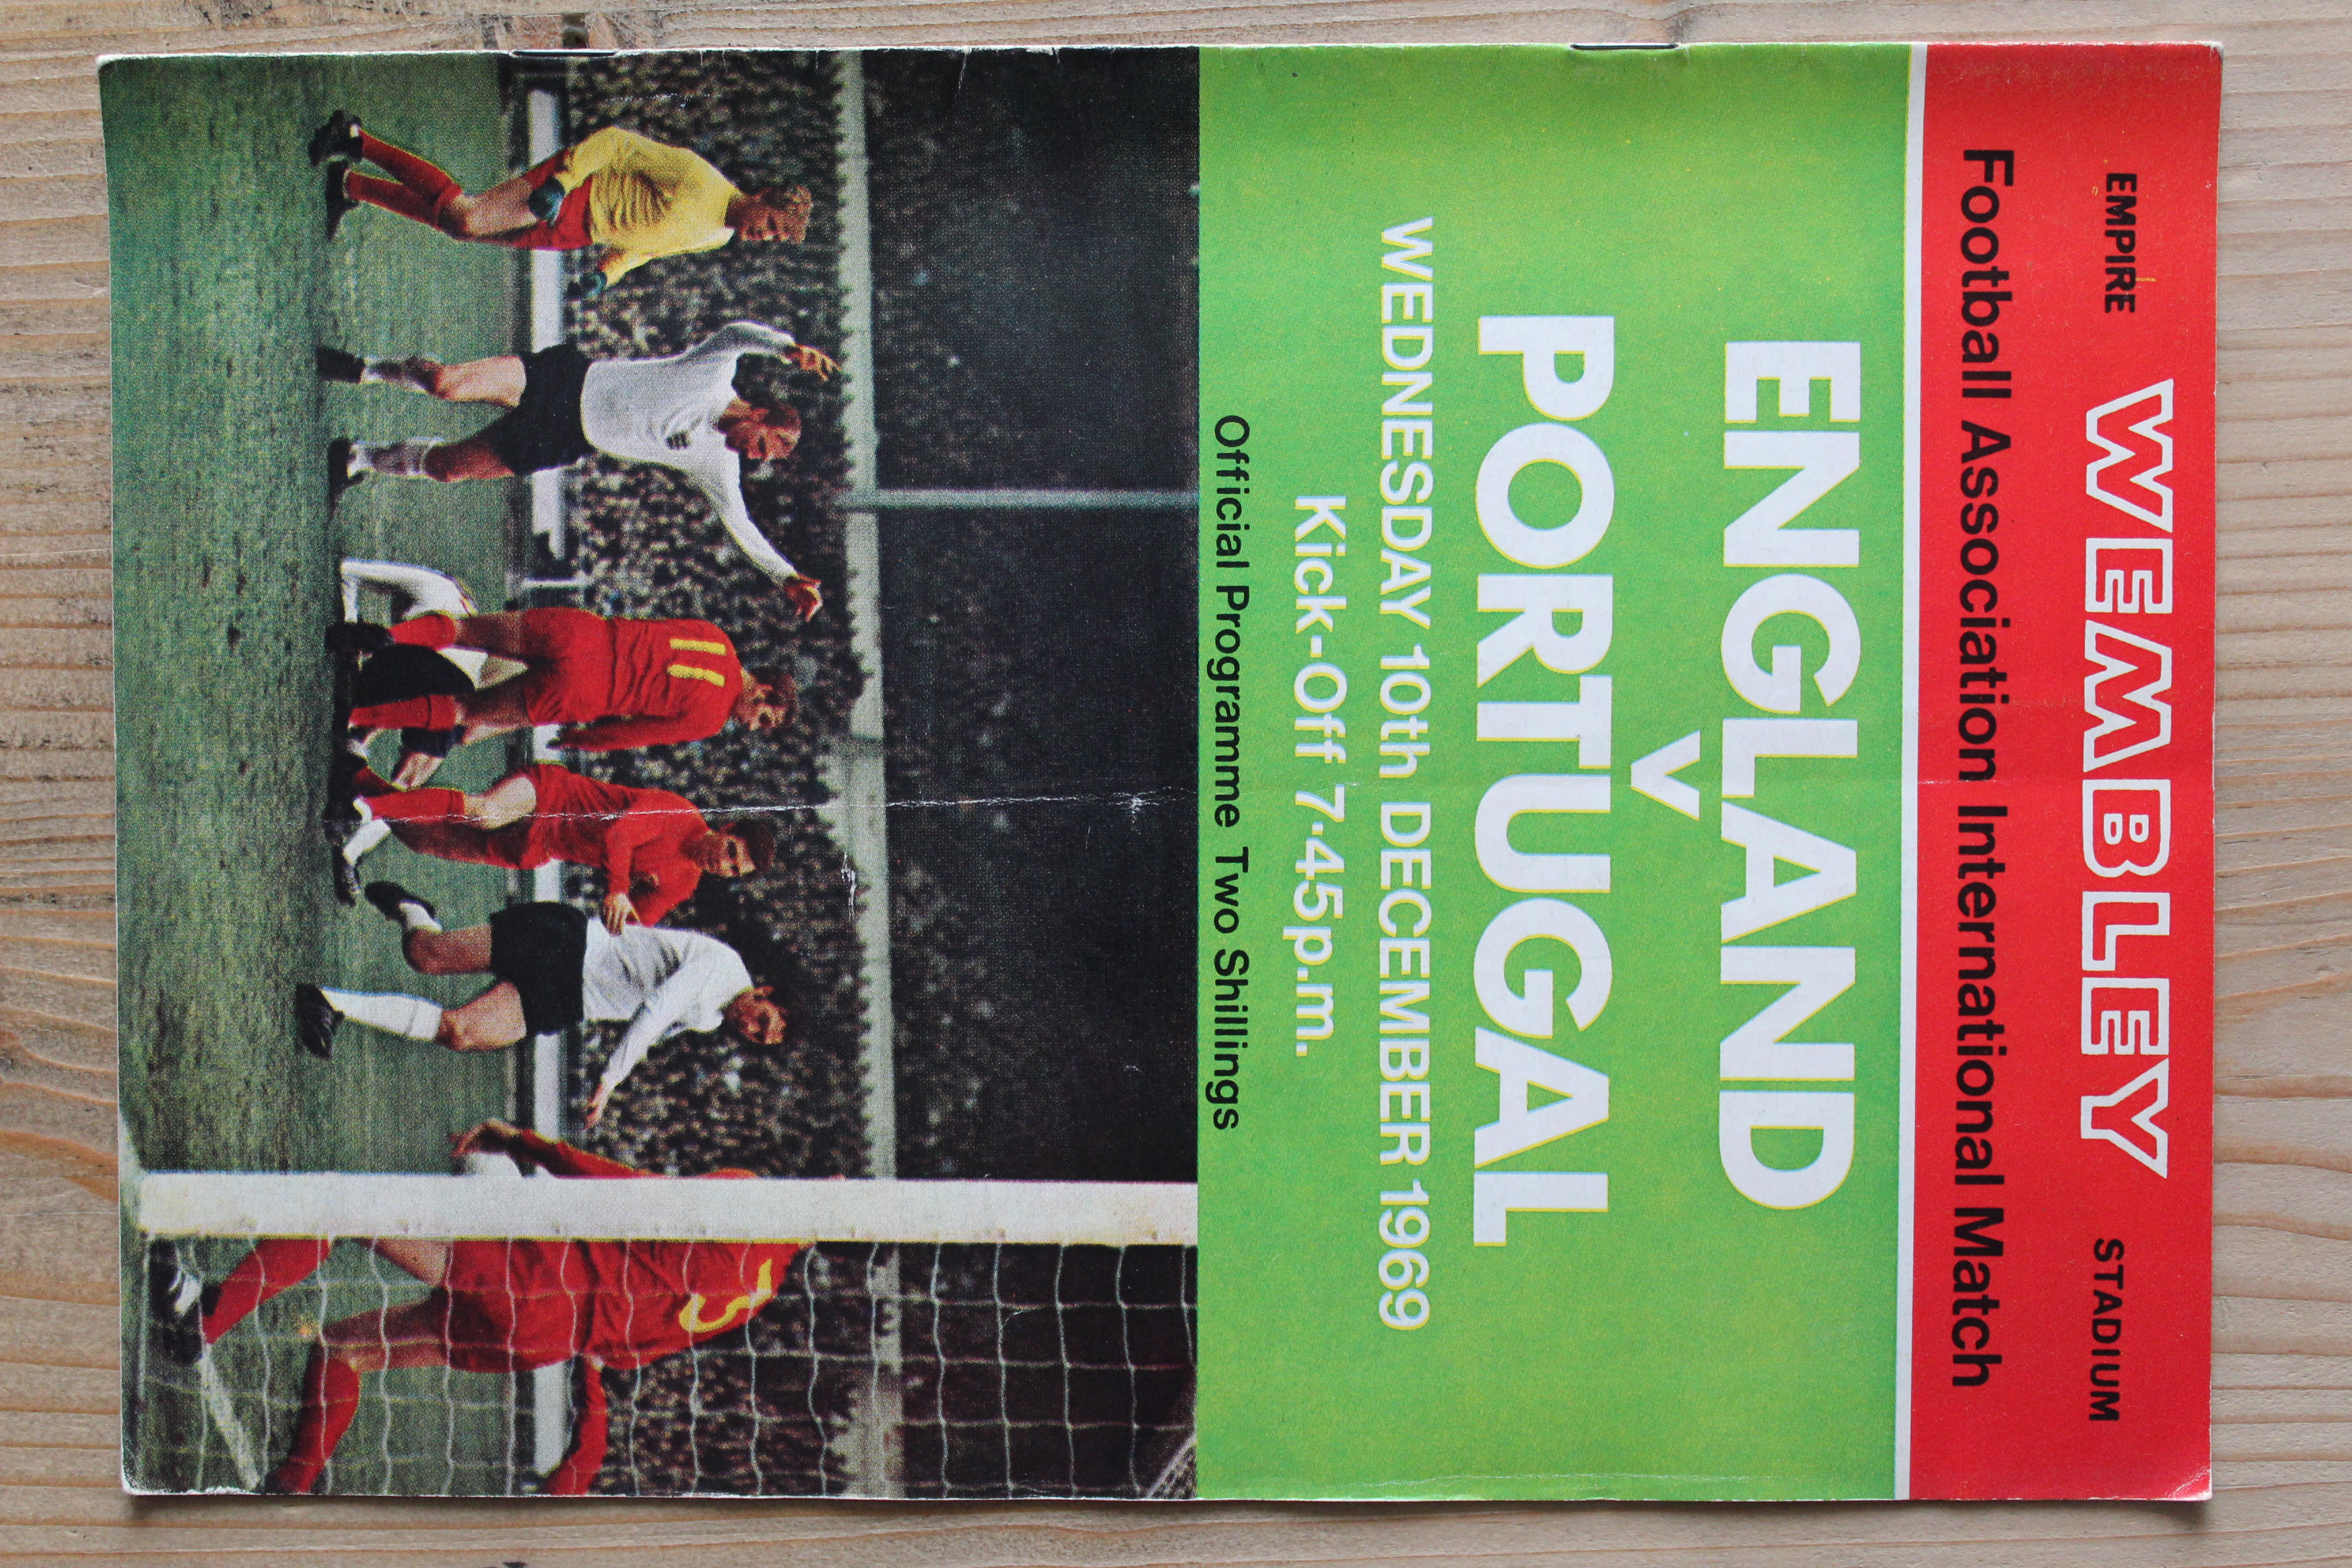 EMPIRE WEMBLEY STADIUM
Football Association International Match
ENGLAND
V
PORTUGAL
WEDNESDAY 10th DECEMBER 1969
Kick-Off 7·45p.m.
Official Programme Two Shillings
11
5